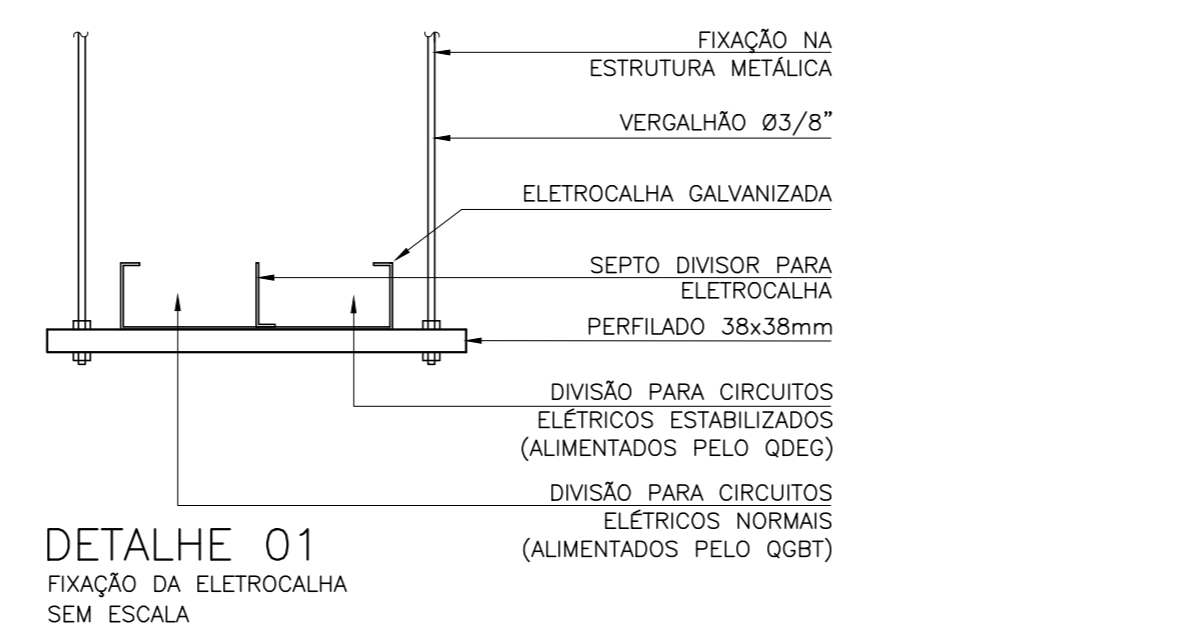 FIXAÇÃO NA
ESTRUTURA METÁLICA
VERGALHÃO Ø3/8”
ELETROCALHA GALVANIZADA
SEPTO DIVISOR PARA
ELETROCALHA
PERFILADO 38x38mm
DIVISÃO PARA CIRCUITOS
ELÉTRICOS ESTABILIZADOS
(ALIMENTADOS PELO QDEG)
DIVISÃO PARA CIRCUITOS
ELÉTRICOS NORMAIS
(ALIMENTADOS PELO QGBT)
DETALHE 01
FIXAÇÃO DA ELETROCALHA
SEM ESCALA